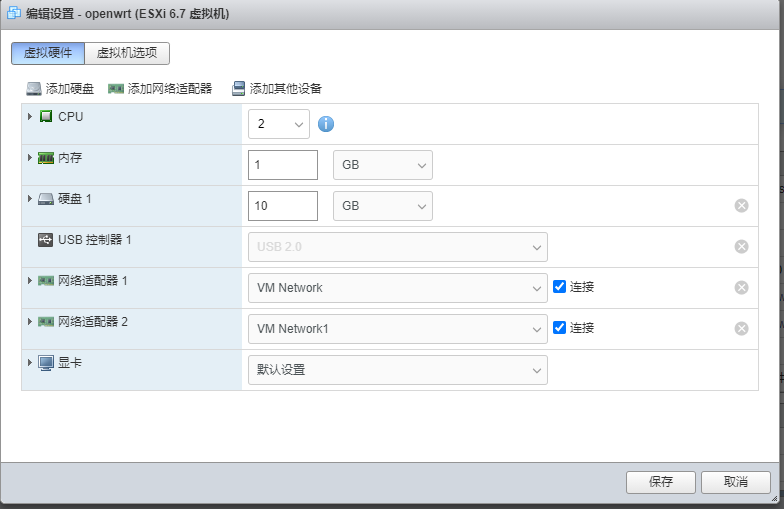 编辑设置 - openwrt (ESXi 6.7 虚拟机)
虚拟硬件 虚拟机选项
添加硬盘 添加网络适配器 添加其他设备
CPU 2
内存 1 GB
硬盘 1 10 GB
USB 控制器 1 USB 2.0
网络适配器 1 VM Network 连接
网络适配器 2 VM Network1 连接
显卡 默认设置
保存 取消